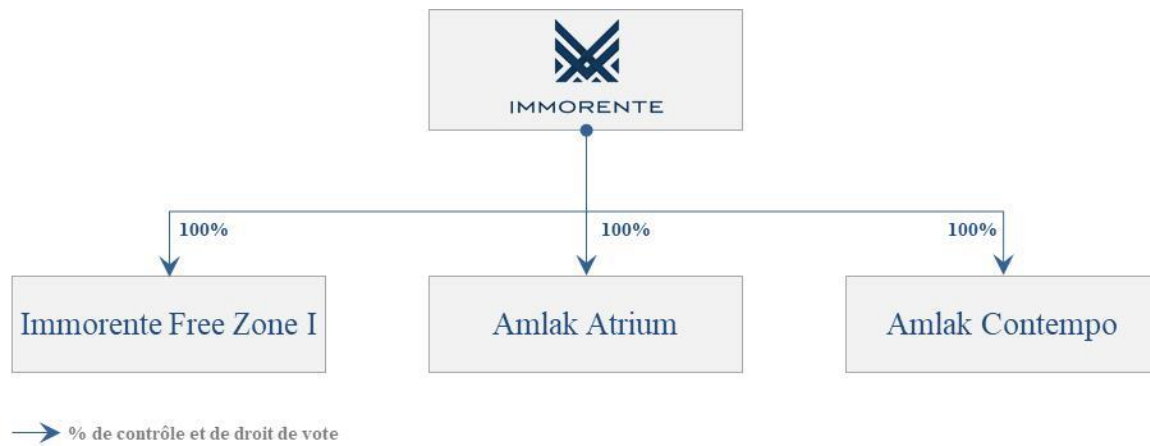 IMMORENTE
100%
100%
100%
Immorente Free Zone I
Amlak Atrium
Amlak Contempo
% de contrôle et de droit de vote